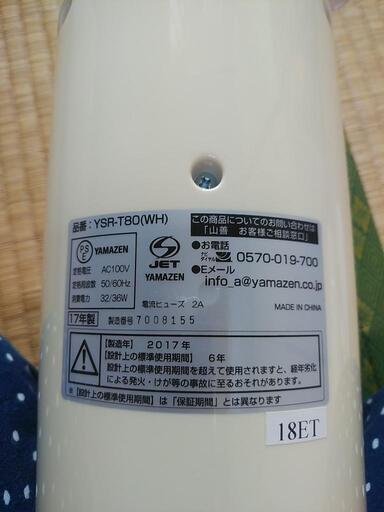 品番: YSR-T80(WH)
PS
E
YAMAZEN
JET
YAMAZEN
定格電圧 AC100V
定格周波数 50/60Hz
消費電力 32/36W
電流ヒューズ 2A
17年製 製造番号 7008155
この商品についてのお問い合わせは
「山善 お客様ご相談窓口」
●お電話
ナビダイヤル 0570-019-700
●Eメール
info_a@yamazen.co.jp
MADE IN CHINA
【製造年】 2017年
【設計上の標準使用期間】 6年
設計上の標準使用期間を超えて使用されますと、経年劣化
による発火・けが等の事故に至るおそれがあります。
※【設計上の標準使用期間】は「保証期間」とは異なります
18ET